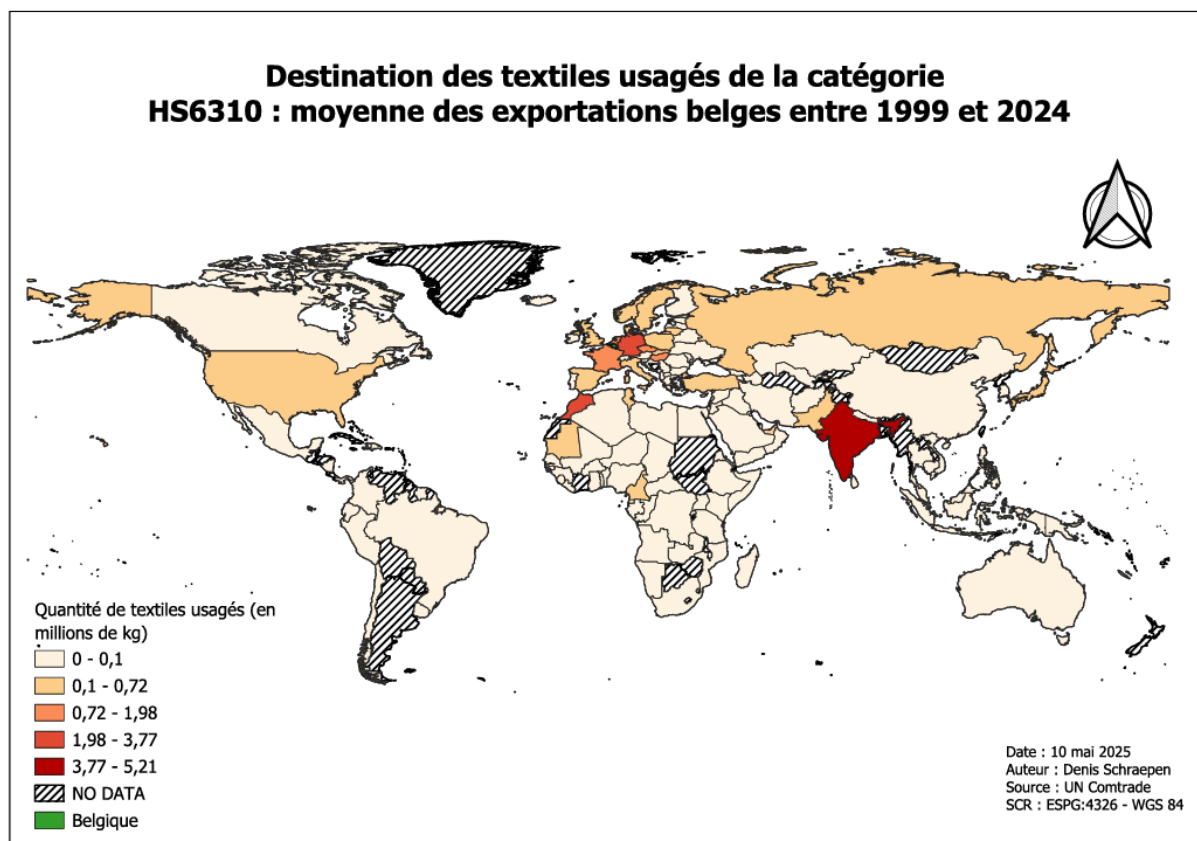 Destination des textiles usagés de la catégorie
HS6310 : moyenne des exportations belges entre 1999 et 2024
Quantité de textiles usagés (en
millions de kg)
0 - 0,1
0,1 - 0,72
0,72 - 1,98
1,98 - 3,77
3,77 - 5,21
NO DATA
Belgique
Date : 10 mai 2025
Auteur : Denis Schraepen
Source : UN Comtrade
SCR : ESPG:4326 - WGS 84